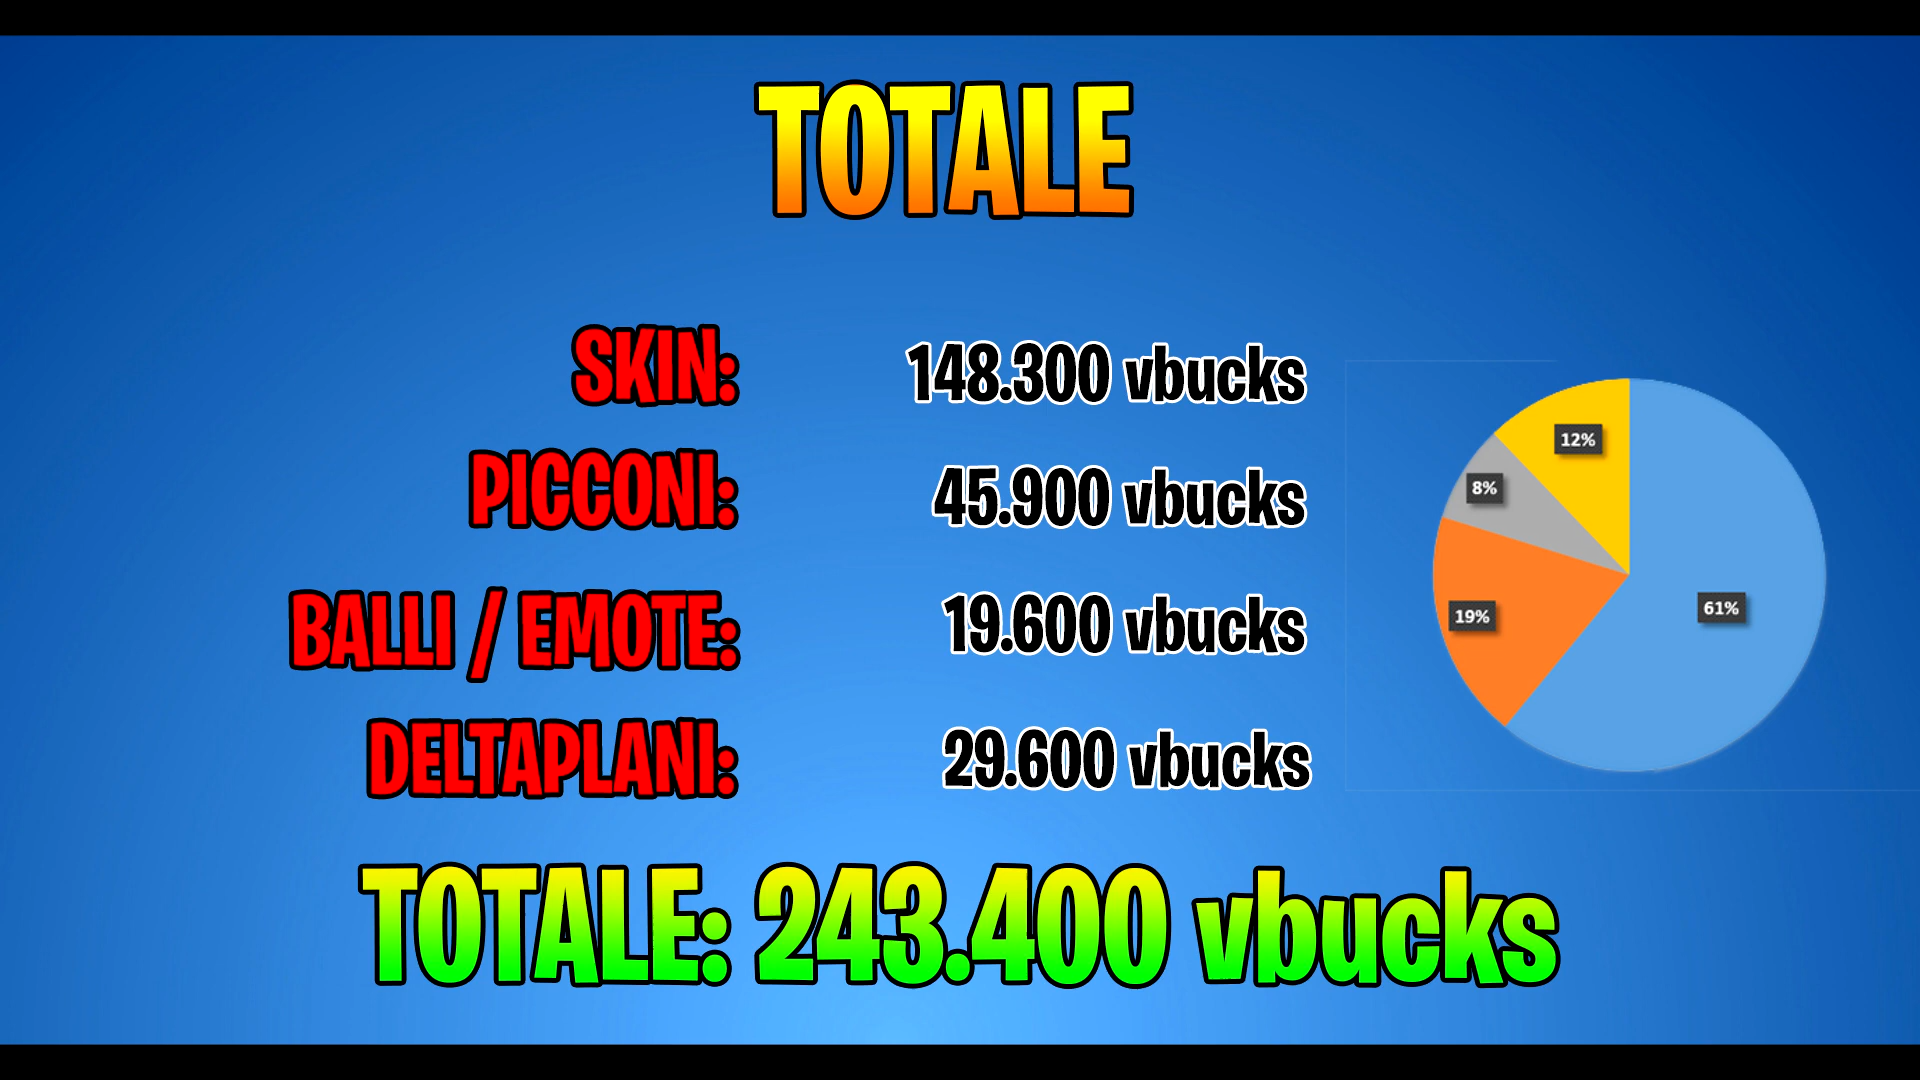 TOTALE
SKIN: 148.300 vbucks
PICCONI: 45.900 vbucks
BALLI / EMOTE: 19.600 vbucks
DELTAPLANI: 29.600 vbucks
TOTALE: 243.400 vbucks
12%
8%
19%
61%